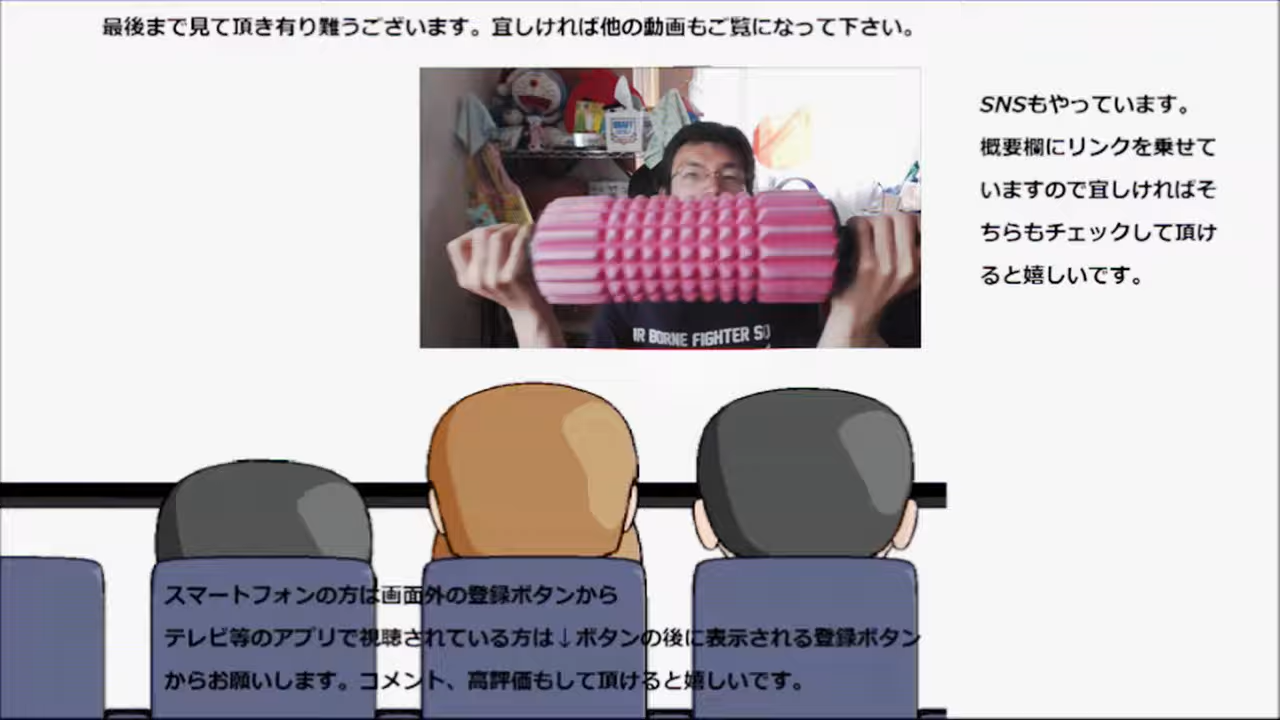 最後まで見て頂き有り難うございます。宜しければ他の動画もご覧になって下さい。
SNSもやっています。
概要欄にリンクを乗せて
いますので宜しければそ
ちらもチェックして頂け
ると嬉しいです。
IR BORNE FIGHTER SQ
スマートフォンの方は画面外の登録ボタンから
テレビ等のアプリで視聴されている方は↓ボタンの後に表示される登録ボタン
からお願いします。コメント、高評価もして頂けると嬉しいです。